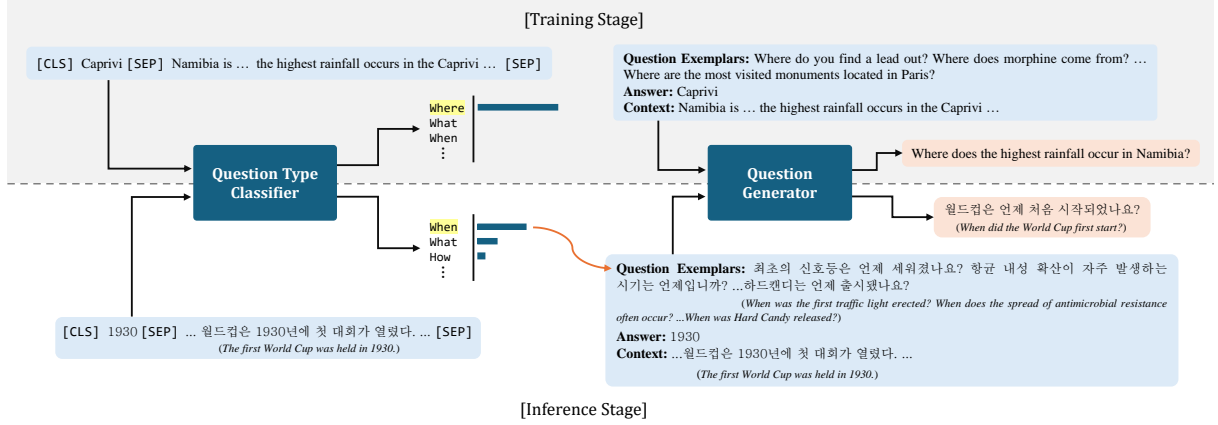 [Training Stage]
[CLS] Caprivi [SEP] Namibia is … the highest rainfall occurs in the Caprivi … [SEP]
Where
What
When
⋮
Question Type
Classifier
Question Exemplars: Where do you find a lead out? Where does morphine come from? …
Where are the most visited monuments located in Paris?
Answer: Caprivi
Context: Namibia is … the highest rainfall occurs in the Caprivi …
Question
Generator
Where does the highest rainfall occur in Namibia?
월드컵은 언제 처음 시작되었나요?
(When did the World Cup first start?)
When
What
How
⋮
[CLS] 1930 [SEP] ... 월드컵은 1930년에 첫 대회가 열렸다. ... [SEP]
(The first World Cup was held in 1930.)
Question Exemplars: 최초의 신호등은 언제 세워졌나요? 항균 내성 확산이 자주 발생하는
시기는 언제입니까? ...하드캔디는 언제 출시됐나요?
(When was the first traffic light erected? When does the spread of antimicrobial resistance
often occur? ...When was Hard Candy released?)
Answer: 1930
Context: ...월드컵은 1930년에 첫 대회가 열렸다. ...
(The first World Cup was held in 1930.)
[Inference Stage]